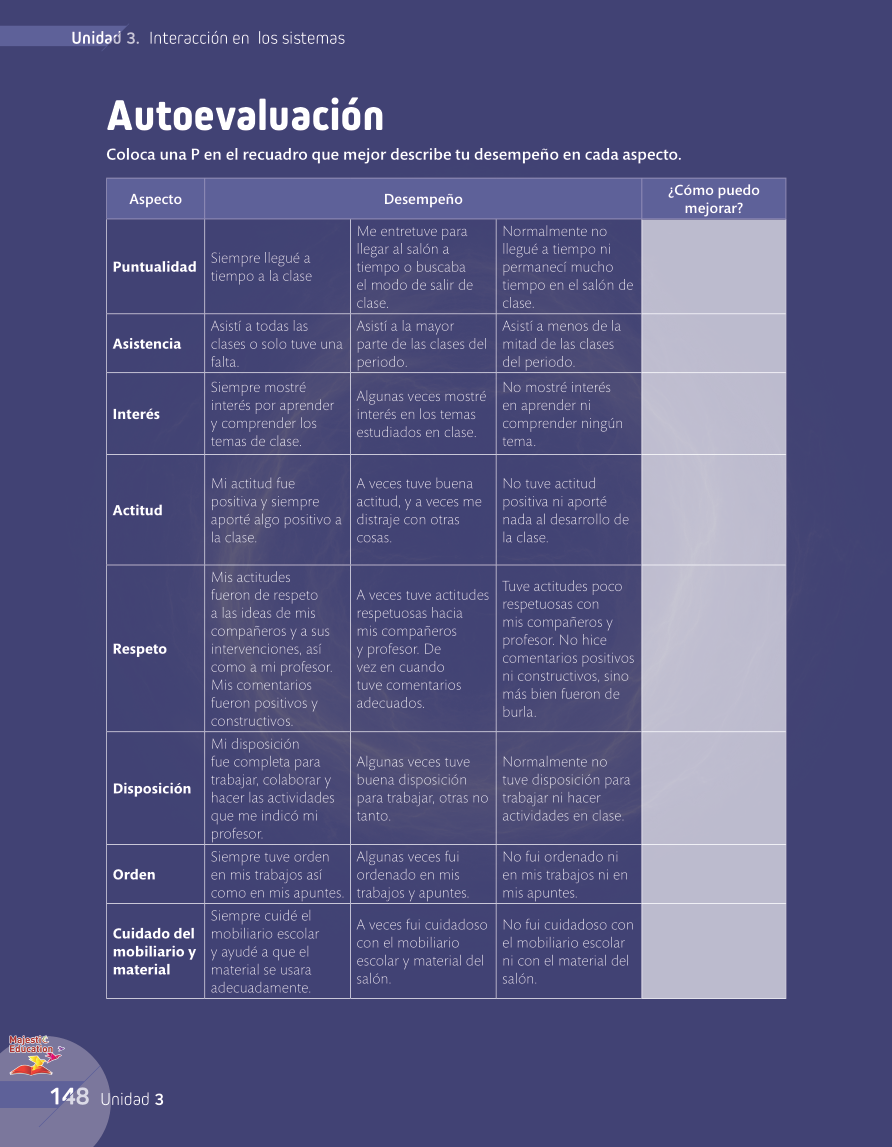 Unidad 3. Interacción en los sistemas
Autoevaluación
Coloca una P en el recuadro que mejor describe tu desempeño en cada aspecto.
Aspecto
Desempeño
¿Cómo puedo
mejorar?
Puntualidad
Siempre llegué a
tiempo a la clase
Me entretuve para
llegar al salón a
tiempo o buscaba
el modo de salir de
clase.
Normalmente no
llegué a tiempo ni
permanecí mucho
tiempo en el salón de
clase.
Asistencia
Asistí a todas las
clases o solo tuve una
falta.
Asistí a la mayor
parte de las clases del
periodo.
Asistí a menos de la
mitad de las clases
del periodo.
Interés
Siempre mostré
interés por aprender
y comprender los
temas de clase.
Algunas veces mostré
interés en los temas
estudiados en clase.
No mostré interés
en aprender ni
comprender ningún
tema.
Actitud
Mi actitud fue
positiva y siempre
aporté algo positivo a
la clase.
A veces tuve buena
actitud, y a veces me
distraje con otras
cosas.
No tuve actitud
positiva ni aporté
nada al desarrollo de
la clase.
Respeto
Mis actitudes
fueron de respeto
a las ideas de mis
compañeros y a sus
intervenciones, así
como a mi profesor.
Mis comentarios
fueron positivos y
constructivos.
A veces tuve actitudes
respetuosas hacia
mis compañeros
y profesor. De
vez en cuando
tuve comentarios
adecuados.
Tuve actitudes poco
respetuosas con
mis compañeros y
profesor. No hice
comentarios positivos
ni constructivos, sino
más bien fueron de
burla.
Disposición
Mi disposición
fue completa para
trabajar, colaborar y
hacer las actividades
que me indicó mi
profesor.
Algunas veces tuve
buena disposición
para trabajar, otras no
tanto.
Normalmente no
tuve disposición para
trabajar ni hacer
actividades en clase.
Orden
Siempre tuve orden
en mis trabajos así
como en mis apuntes.
Algunas veces fui
ordenado en mis
trabajos y apuntes.
No fui ordenado ni
en mis trabajos ni en
mis apuntes.
Cuidado del
mobiliario y
material
Siempre cuidé el
mobiliario escolar
y ayudé a que el
material se usara
adecuadamente.
A veces fui cuidadoso
con el mobiliario
escolar y material del
salón.
No fui cuidadoso con
el mobiliario escolar
ni con el material del
salón.
Majestic
Education
148 Unidad 3